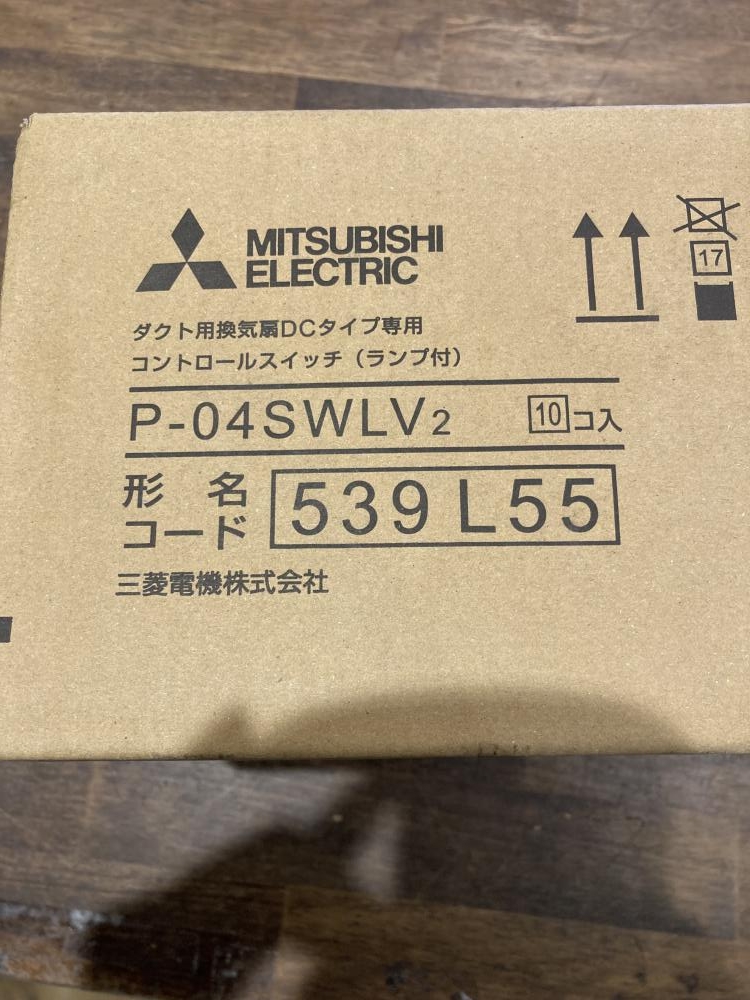 MITSUBISHI
ELECTRIC
17
ダクト用換気扇DCタイプ専用
コントロールスイッチ（ランプ付）
P-04SWLV2 10コ入
形名
コード 539 L55
三菱電機株式会社